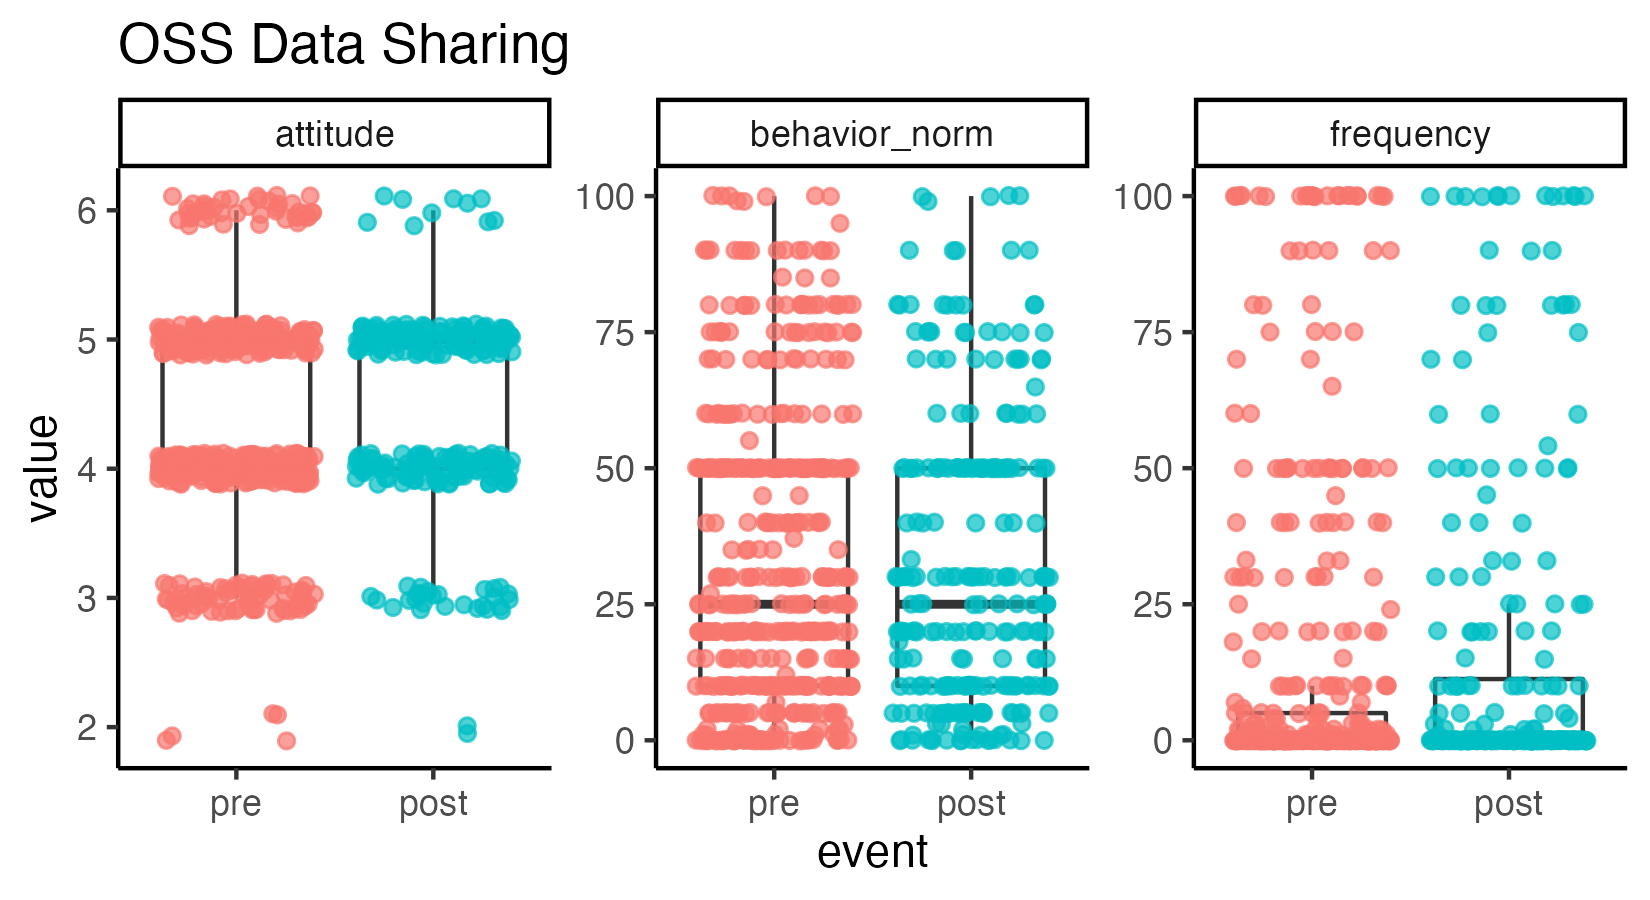 OSS Data Sharing
attitude
behavior_norm
frequency
value
6
5
4
3
2
100
75
50
25
0
100
75
50
25
0
pre
post
pre
post
pre
post
event